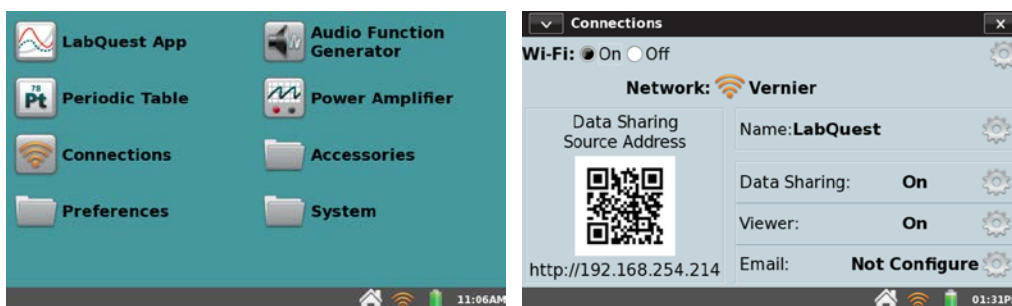 LabQuest App
Audio Function
Generator
78
Pt
Periodic Table
Power Amplifier
Connections
Accessories
Preferences
System
11:06AM
Connections
x
Wi-Fi: On Off
Network: Vernier
Data Sharing
Source Address
http://192.168.254.214
Name:LabQuest
Data Sharing: On
Viewer: On
Email: Not Configure
01:31P